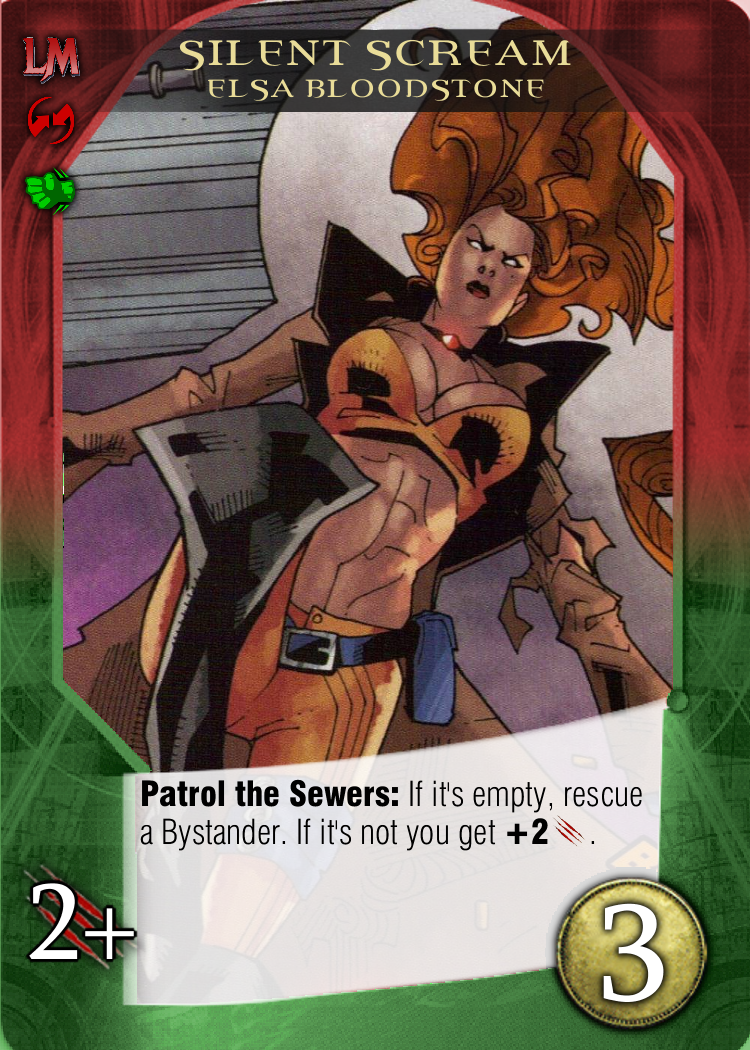 LM
SILENT SCREAM
ELSA BLOODSTONE
Patrol the Sewers: If it's empty, rescue
a Bystander. If it's not you get +2 .
2+
3